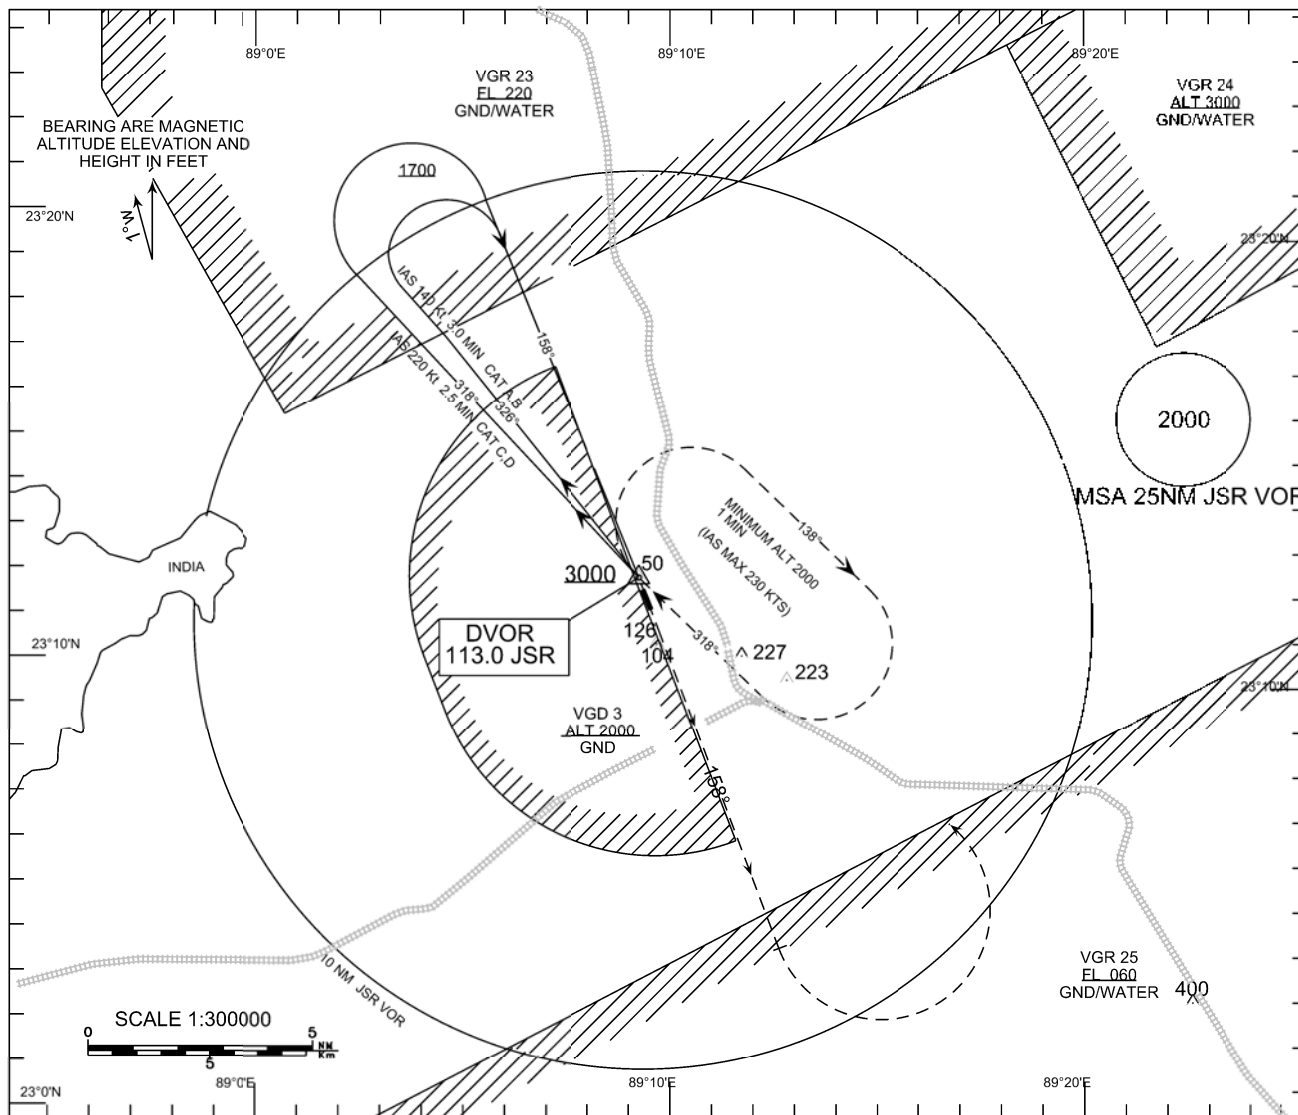 89°0'E
89°10'E
89°20'E
VGR 23
FL 220
GND/WATER
VGR 24
ALT 3000
GND/WATER
BEARING ARE MAGNETIC
ALTITUDE ELEVATION AND
HEIGHT IN FEET
1°W
1700
23°20'N
23°20'N
IAS 140 Kt 3.0 MIN CAT A,B
IAS 220 Kt 2.5 MIN CAT C,D
318°
326°
158°
2000
MSA 25NM JSR VOR
MINIMUM ALT 2000
1 MIN
(IAS MAX 230 KTS)
138°
INDIA
3000
50
DVOR
113.0 JSR
126
104
318°
227
223
23°10'N
23°10'N
VGD 3
ALT 2000
GND
158°
10 NM JSR VOR
VGR 25
FL 060
GND/WATER
400
SCALE 1:300000
0
5
NM
Km
5
89°0'E
89°10'E
89°20'E
23°0'N